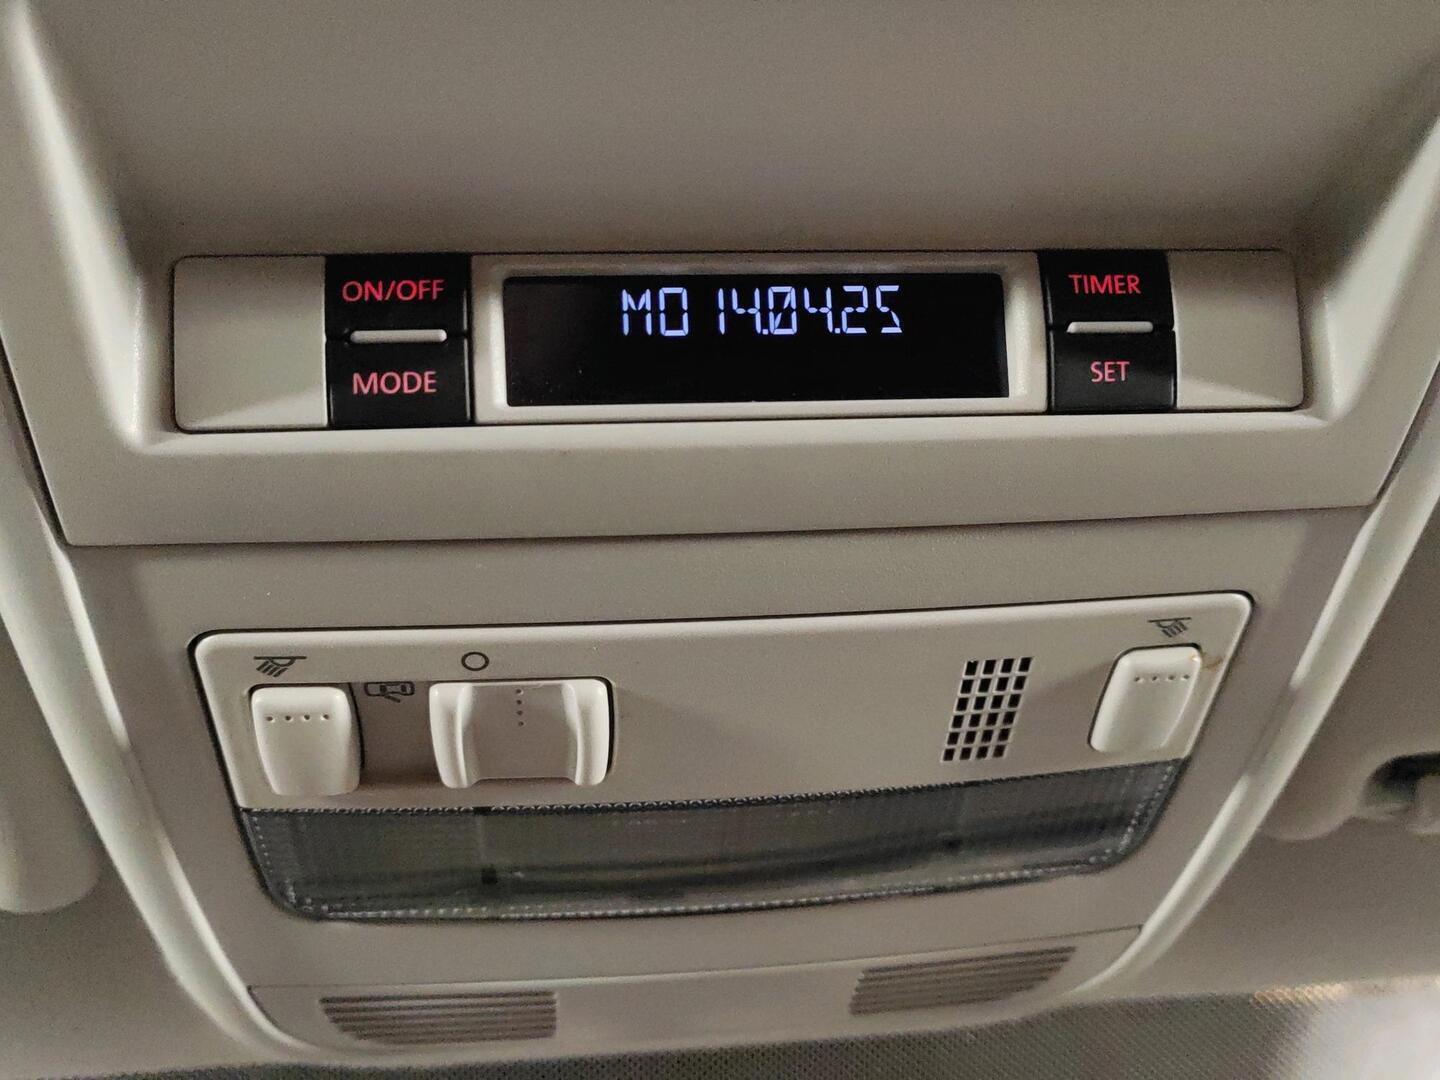 ON/OFF
MO 14.04.25
TIMER
MODE
SET